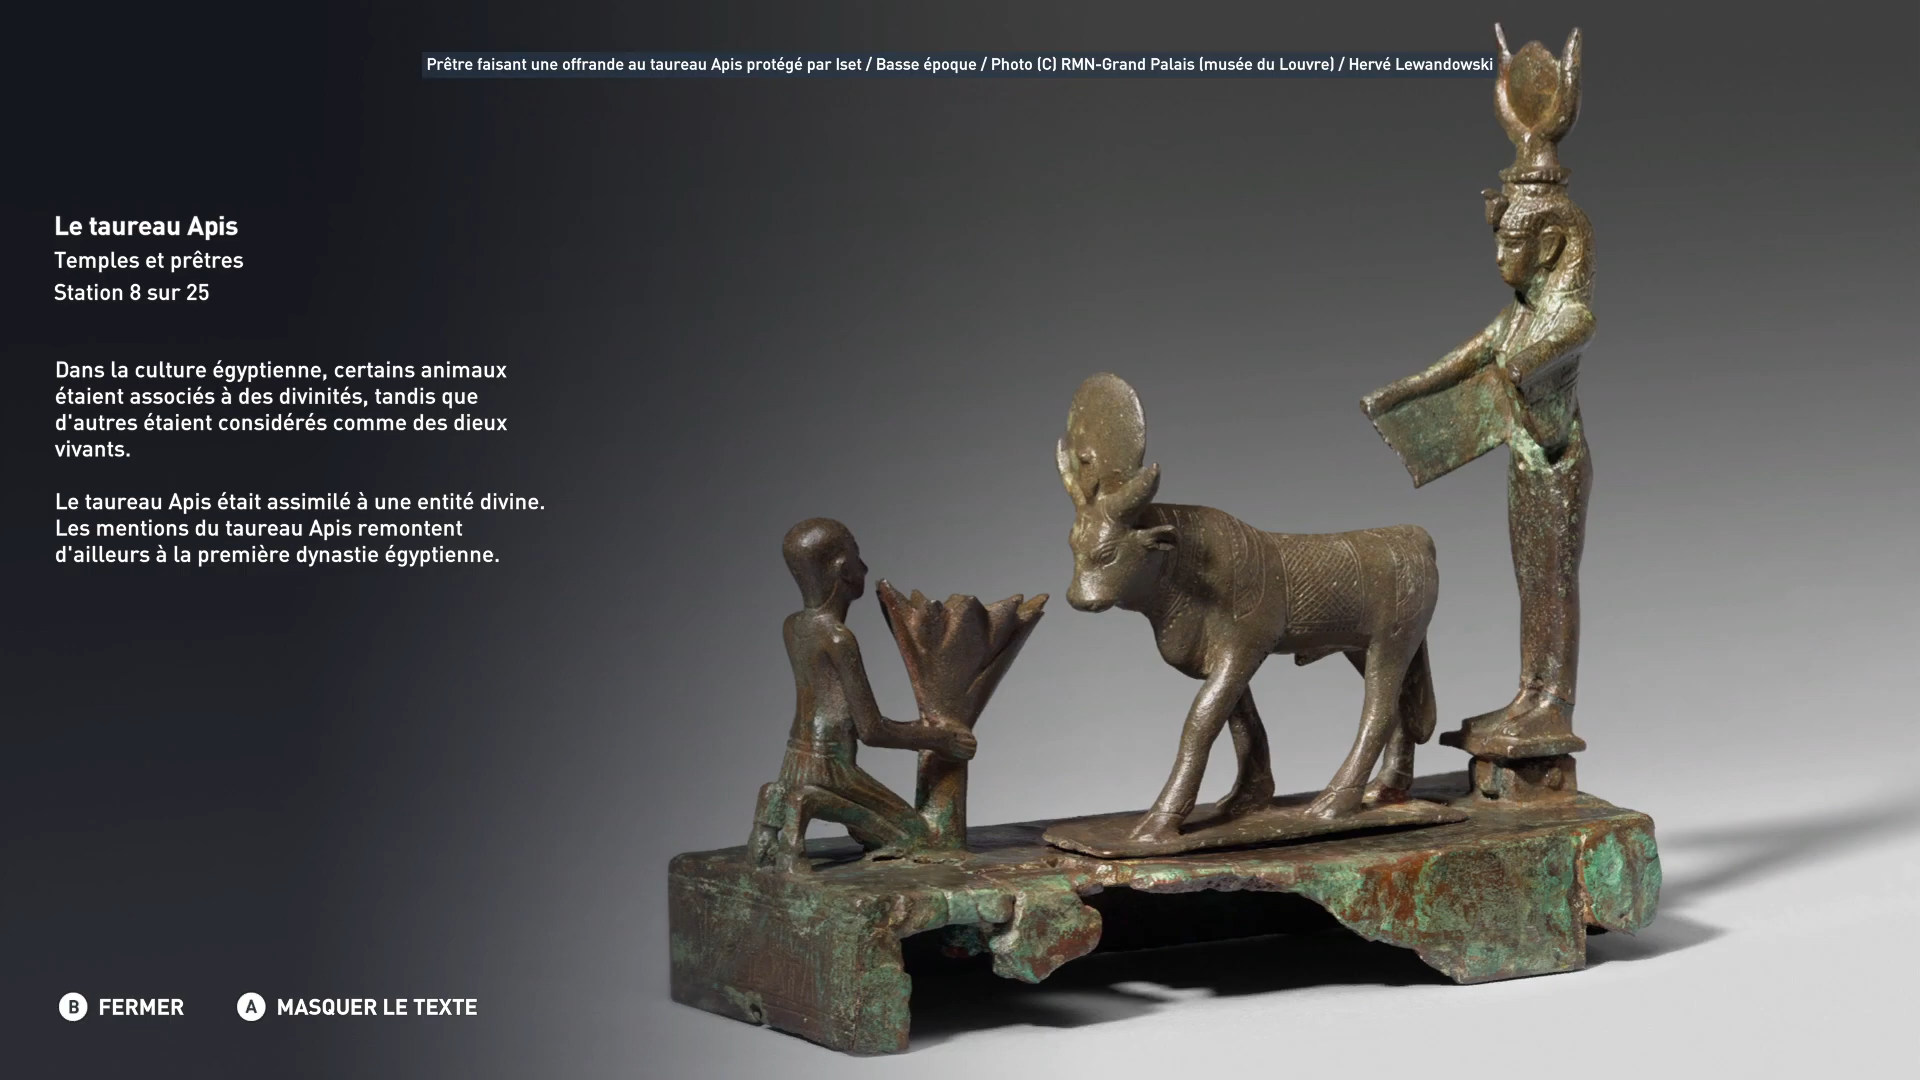 Prêtre faisant une offrande au taureau Apis protégé par Iset / Basse époque / Photo (C) RMN-Grand Palais (musée du Louvre) / Hervé Lewandowski
Le taureau Apis
Temples et prêtres
Station 8 sur 25
Dans la culture égyptienne, certains animaux
étaient associés à des divinités, tandis que
d'autres étaient considérés comme des dieux
vivants.
Le taureau Apis était assimilé à une entité divine.
Les mentions du taureau Apis remontent
d'ailleurs à la première dynastie égyptienne.
B FERMER A MASQUER LE TEXTE